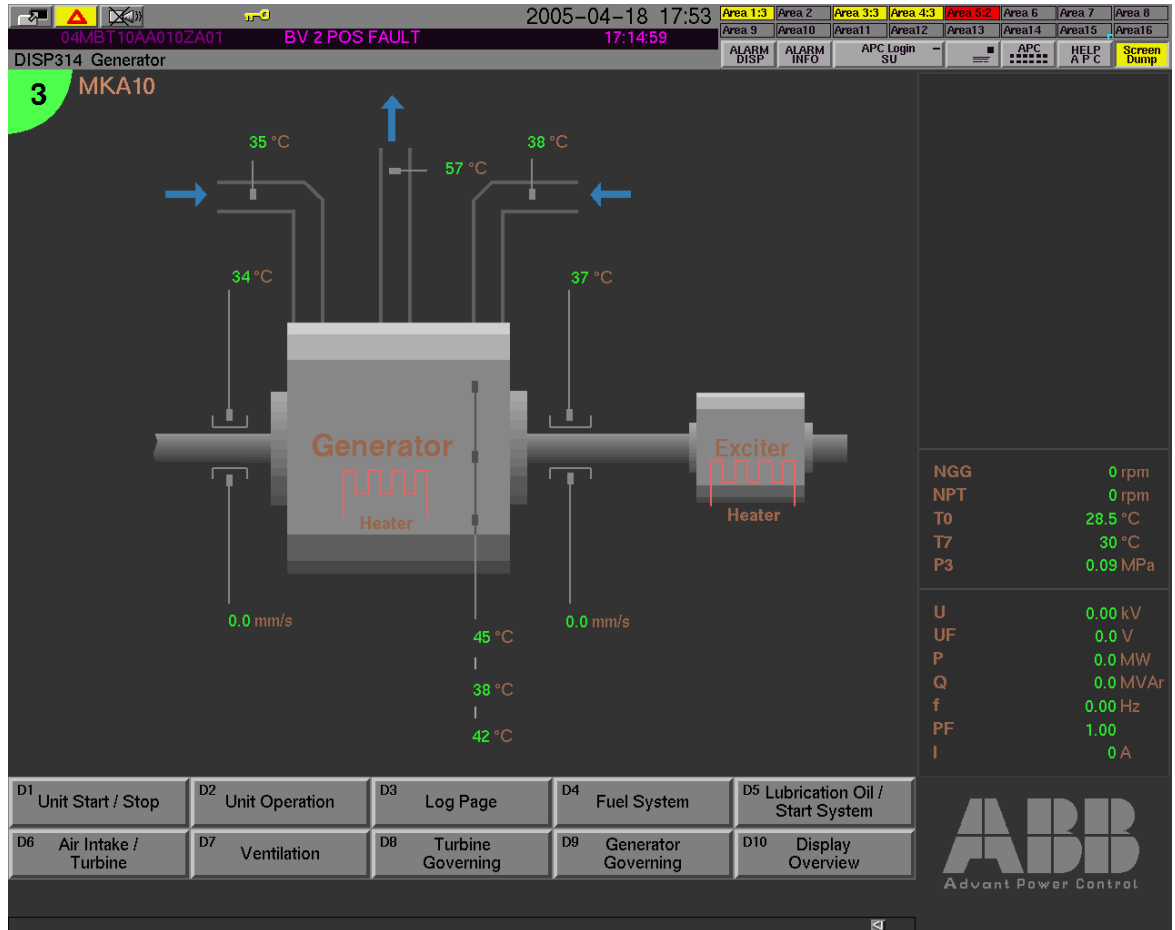 2005-04-18 17:53
Area 1:3 Area 2 Area 3:3 Area 4:3 Area 5:2 Area 6 Area 7 Area 8
04MBT10AA010ZA01 BV 2 POS FAULT 17:14:59
Area 9 Area10 Area11 Area12 Area13 Area14 Area15 Area16
DISP314 Generator
ALARM DISP
ALARM INFO
APC Login SU
APC
HELP APC
Screen Dump
3
MKA10
35 °C
38 °C
57 °C
34 °C
37 °C
Generator
Exciter
Heater
Heater
0.0 mm/s
0.0 mm/s
45 °C
38 °C
42 °C
NGG 0 rpm
NPT 0 rpm
T0 28.5 °C
T7 30 °C
P3 0.09 MPa
U 0.00 kV
UF 0.0 V
P 0.0 MW
Q 0.0 MVAr
f 0.00 Hz
PF 1.00
I 0 A
D1 Unit Start / Stop
D2 Unit Operation
D3 Log Page
D4 Fuel System
D5 Lubrication Oil /
Start System
D6 Air Intake /
Turbine
D7 Ventilation
D8 Turbine
Governing
D9 Generator
Governing
D10 Display
Overview
ABB
Advant Power Control